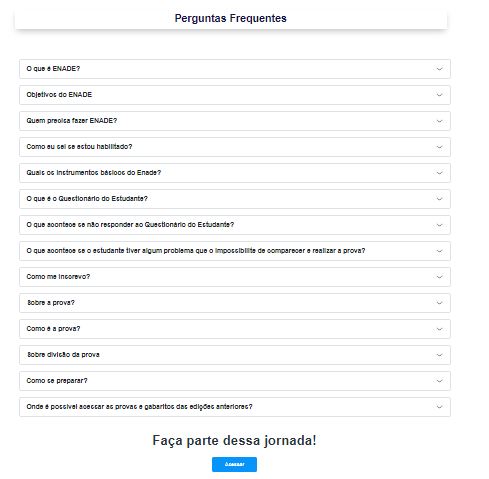 Perguntas Frequentes
O que é ENADE?
Objetivos do ENADE
Quem precisa fazer ENADE?
Como eu sei se estou habilitado?
Quais os instrumentos básicos do Enade?
O que é o Questionário do Estudante?
O que acontece se não responder ao Questionário do Estudante?
O que acontece se o estudante tiver algum problema que o impossibilite de comparecer e realizar a prova?
Como me inscrevo?
Sobre a prova?
Como é a prova?
Sobre divisão da prova
Como se preparar?
Onde é possível acessar as provas e gabaritos das edições anteriores?
Faça parte dessa jornada!
Acessar